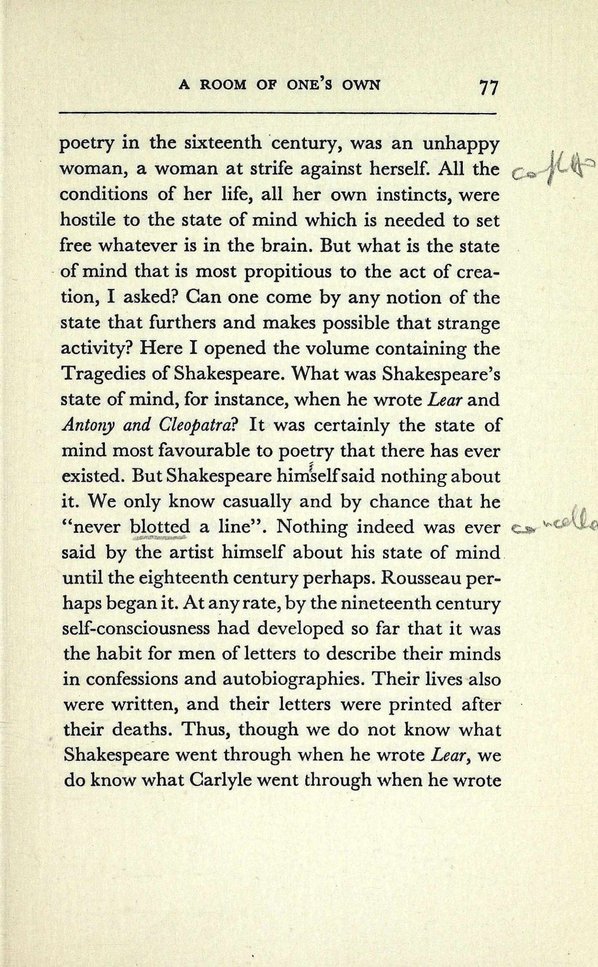 A ROOM OF ONE'S OWN 77
poetry in the sixteenth century, was an unhappy
woman, a woman at strife against herself. All the
conditions of her life, all her own instincts, were
hostile to the state of mind which is needed to set
free whatever is in the brain. But what is the state
of mind that is most propitious to the act of crea-
tion, I asked? Can one come by any notion of the
state that furthers and makes possible that strange
activity? Here I opened the volume containing the
Tragedies of Shakespeare. What was Shakespeare's
state of mind, for instance, when he wrote Lear and
Antony and Cleopatra? It was certainly the state of
mind most favourable to poetry that there has ever
existed. But Shakespeare himself said nothing about
it. We only know casually and by chance that he
“never blotted a line”. Nothing indeed was ever
said by the artist himself about his state of mind
until the eighteenth century perhaps. Rousseau per-
haps began it. At any rate, by the nineteenth century
self-consciousness had developed so far that it was
the habit for men of letters to describe their minds
in confessions and autobiographies. Their lives also
were written, and their letters were printed after
their deaths. Thus, though we do not know what
Shakespeare went through when he wrote Lear, we
do know what Carlyle went through when he wrote